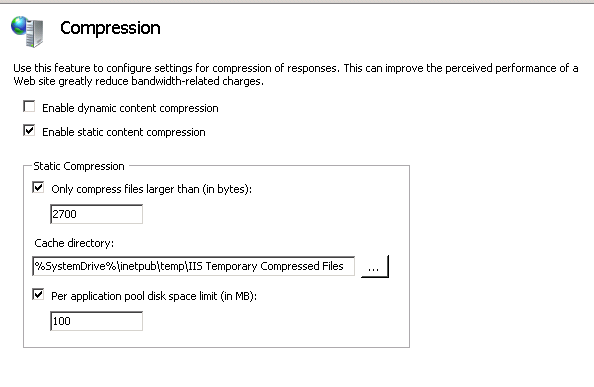 Compression
Use this feature to configure settings for compression of responses. This can improve the perceived performance of a
Web site greatly reduce bandwidth-related charges.
Enable dynamic content compression
Enable static content compression
Static Compression
Only compress files larger than (in bytes):
2700
Cache directory:
%SystemDrive%\inetpub\temp\IIS Temporary Compressed Files
...
Per application pool disk space limit (in MB):
100